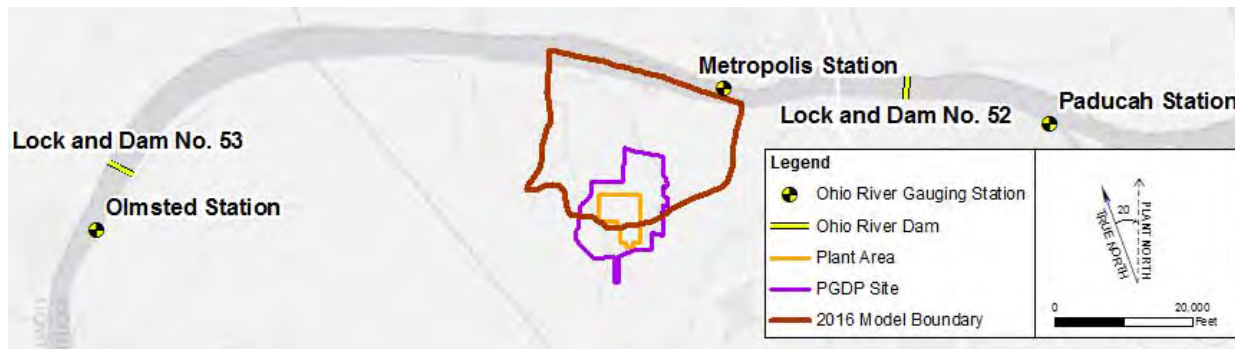 Metropolis Station
Paducah Station
Lock and Dam No. 52
Lock and Dam No. 53
Olmsted Station
Legend
Ohio River Gauging Station
Ohio River Dam
Plant Area
PGDP Site
2016 Model Boundary
TRUE NORTH
PLANT NORTH
0 20,000
Feet